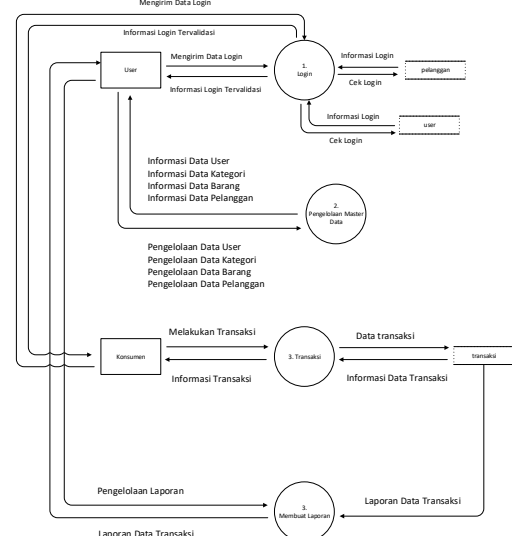 Mengirim Data Login
Informasi Login Tervalidasi
Mengirim Data Login
Informasi Login Tervalidasi
User
1.
Login
Informasi Login
Cek Login
pelanggan
Informasi Login
Cek Login
user
Informasi Data User
Informasi Data Kategori
Informasi Data Barang
Informasi Data Pelanggan
2.
Pengelolaan Master
Data
Pengelolaan Data User
Pengelolaan Data Kategori
Pengelolaan Data Barang
Pengelolaan Data Pelanggan
Konsumen
Melakukan Transaksi
Informasi Transaksi
3. Transaksi
Data transaksi
Informasi Data Transaksi
transaksi
Pengelolaan Laporan
Laporan Data Transaksi
3.
Membuat Laporan
Laporan Data Transaksi